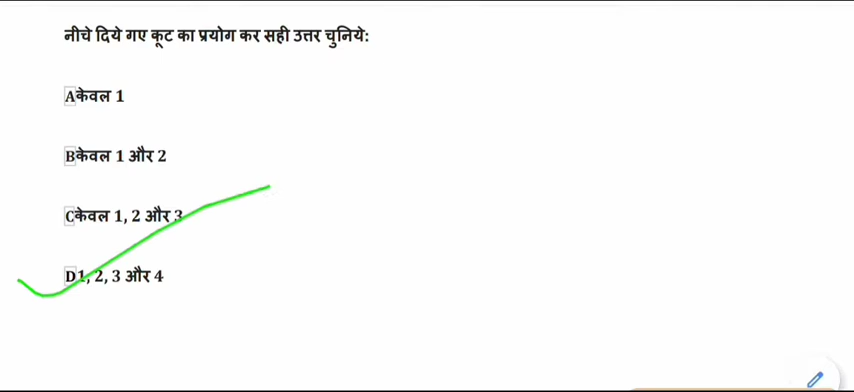 नीचे दिये गए कूट का प्रयोग कर सही उत्तर चुनिये:
Aकेवल 1
Bकेवल 1 और 2
Cकेवल 1, 2 और 3
D1, 2, 3 और 4